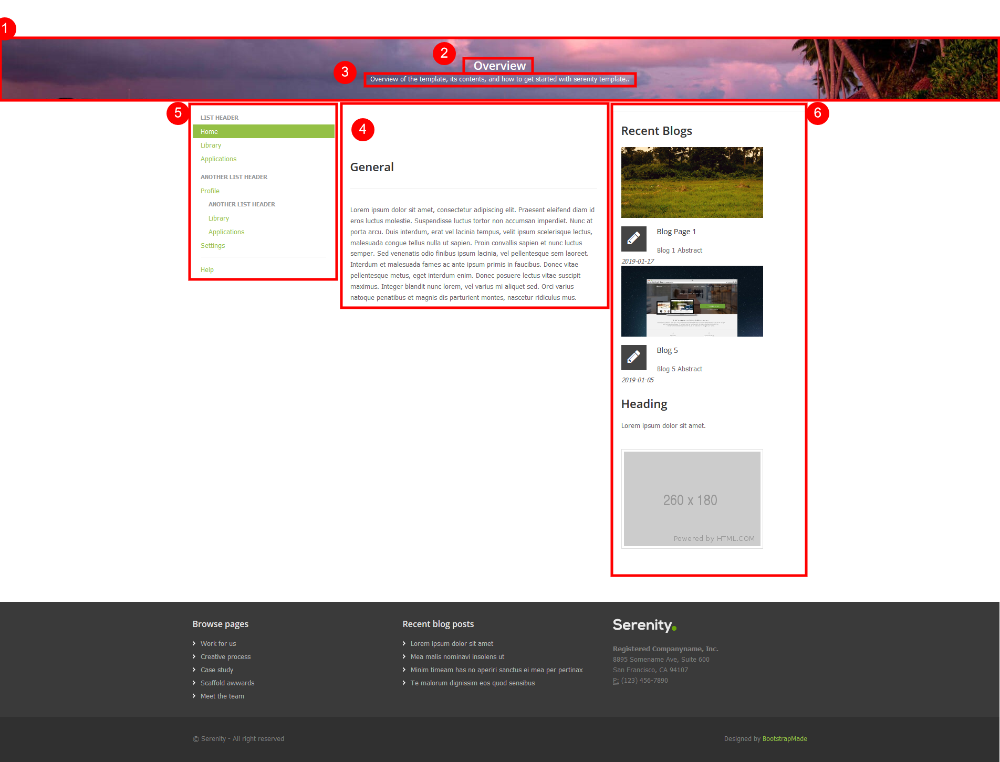 1
2
Overview
3
Overview of the template, its contents, and how to get started with serenity template..
5
LIST HEADER
Home
Library
Applications
ANOTHER LIST HEADER
Profile
ANOTHER LIST HEADER
Library
Applications
Settings
Help
4
General
Lorem ipsum dolor sit amet, consectetur adipiscing elit. Praesent eleifend diam id
eros luctus molestie. Suspendisse luctus tortor non accumsan imperdiet. Nunc at
porta arcu. Duis interdum, erat vel lacinia tempus, velit ipsum scelerisque lectus,
malesuada congue tellus nulla ut sapien. Proin convallis sapien et nunc luctus
semper. Sed venenatis odio finibus ipsum lacinia, vel pellentesque sem laoreet.
Interdum et malesuada fames ac ante ipsum primis in faucibus. Donec vitae
pellentesque metus, eget interdum enim. Donec posuere lectus vitae suscipit
maximus. Integer blandit nunc lorem, vel varius mi aliquet sed. Orci varius
natoque penatibus et magnis dis parturient montes, nascetur ridiculus mus.
6
Recent Blogs
Blog Page 1
Blog 1 Abstract
2019-01-17
Blog 5
Blog 5 Abstract
2019-01-05
Heading
Lorem ipsum dolor sit amet.
260 x 180
Powered by HTML.COM
Browse pages
Work for us
Creative process
Case study
Scaffold awwards
Meet the team
Recent blog posts
Lorem ipsum dolor sit amet
Mea malis nominavi insolens ut
Minim timeam has no aperiri sanctus ei mea per pertinax
Te malorum dignissim eos quod sensibus
Serenity.
Registered Companyname, Inc.
8895 Somename Ave, Suite 600
San Francisco, CA 94107
P: (123) 456-7890
© Serenity - All right reserved
Designed by BootstrapMade